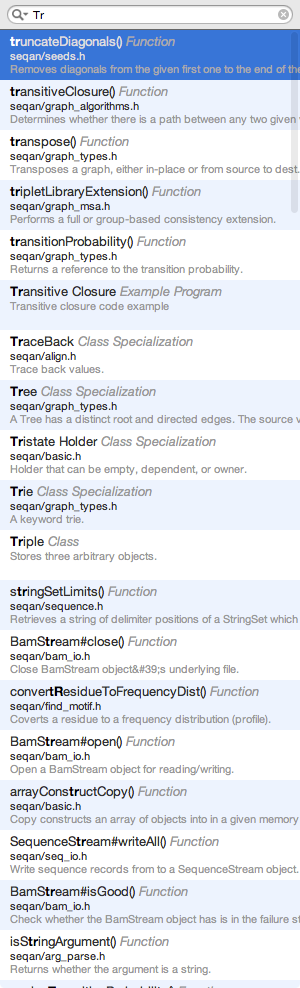 Tr
truncateDiagonals() Function
seqan/seeds.h
Removes diagonals from the given first one to the end of the
transitiveClosure() Function
seqan/graph_algorithms.h
Determines whether there is a path between any two given
transpose() Function
seqan/graph_types.h
Transposes a graph, either in-place or from source to dest.
tripletLibraryExtension() Function
seqan/graph_msa.h
Performs a full or group-based consistency extension.
transitionProbability() Function
seqan/graph_types.h
Returns a reference to the transition probability.
Transitive Closure Example Program
Transitive closure code example
TraceBack Class Specialization
seqan/align.h
Trace back values.
Tree Class Specialization
seqan/graph_types.h
A Tree has a distinct root and directed edges. The source v
Tristate Holder Class Specialization
seqan/basic.h
Holder that can be empty, dependent, or owner.
Trie Class Specialization
seqan/graph_types.h
A keyword trie.
Triple Class
Stores three arbitrary objects.
stringSetLimits() Function
seqan/sequence.h
Retrieves a string of delimiter positions of a StringSet which
BamStream#close() Function
seqan/bam_io.h
Close BamStream object&#39;s underlying file.
convertResidueToFrequencyDist() Function
seqan/find_motif.h
Coverts a residue to a frequency distribution (profile).
BamStream#open() Function
seqan/bam_io.h
Open a BamStream object for reading/writing.
arrayConstructCopy() Function
seqan/basic.h
Copy constructs an array of objects into in a given memory
SequenceStream#writeAll() Function
seqan/seq_io.h
Write sequence records from to a SequenceStream object.
BamStream#isGood() Function
seqan/bam_io.h
Check whether the BamStream object has is in the failure st
isStringArgument() Function
seqan/arg_parse.h
Returns whether the argument is a string.